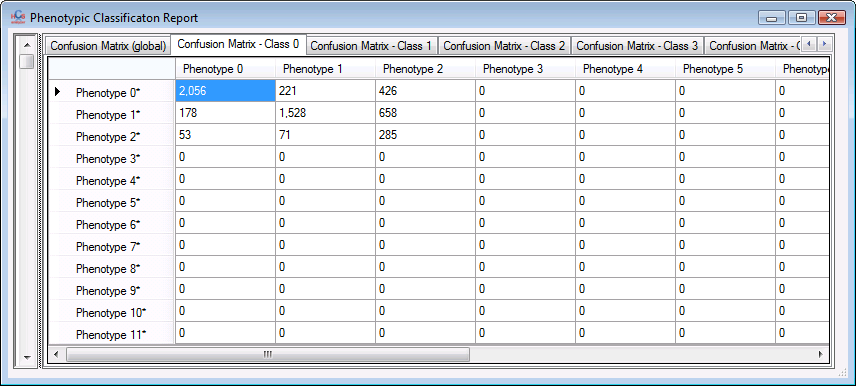 Phenotypic Classificaton Report
Confusion Matrix (global) Confusion Matrix - Class 0 Confusion Matrix - Class 1 Confusion Matrix - Class 2 Confusion Matrix - Class 3 Confusion Matrix - (
Phenotype 0 Phenotype 1 Phenotype 2 Phenotype 3 Phenotype 4 Phenotype 5 Phenotype
Phenotype 0* 2,056 221 426 0 0 0 0
Phenotype 1* 178 1,528 658 0 0 0 0
Phenotype 2* 53 71 285 0 0 0 0
Phenotype 3* 0 0 0 0 0 0 0
Phenotype 4* 0 0 0 0 0 0 0
Phenotype 5* 0 0 0 0 0 0 0
Phenotype 6* 0 0 0 0 0 0 0
Phenotype 7* 0 0 0 0 0 0 0
Phenotype 8* 0 0 0 0 0 0 0
Phenotype 9* 0 0 0 0 0 0 0
Phenotype 10* 0 0 0 0 0 0 0
Phenotype 11* 0 0 0 0 0 0 0